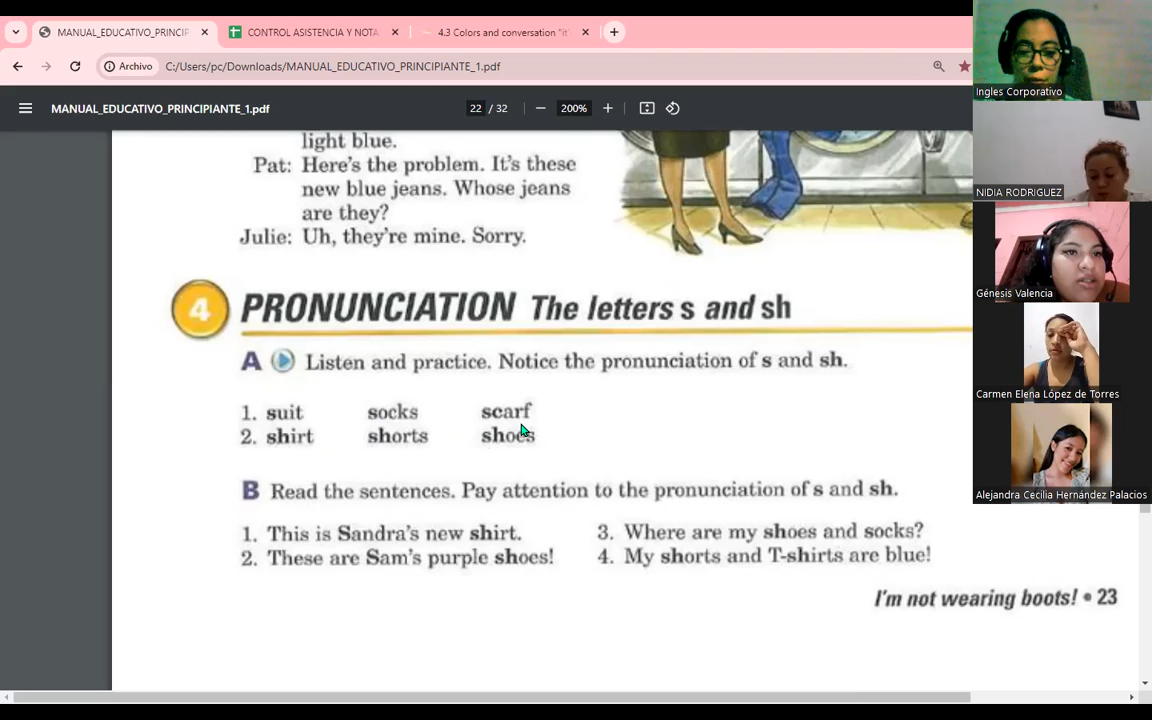 MANUAL_EDUCATIVO_PRINCIP
CONTROL ASISTENCIA Y NOTA
4.3 Colors and conversation "it'
Archivo
C:/Users/pc/Downloads/MANUAL_EDUCATIVO_PRINCIPIANTE_1.pdf
MANUAL_EDUCATIVO_PRINCIPIANTE_1.pdf
22 / 32
200%
light blue.
Pat: Here's the problem. It's these
new blue jeans. Whose jeans
are they?
Julie: Uh, they're mine. Sorry.
4 PRONUNCIATION The letters s and sh
A Listen and practice. Notice the pronunciation of s and sh.
1. suit socks scarf
2. shirt shorts shoes
B Read the sentences. Pay attention to the pronunciation of s and sh.
1. This is Sandra's new shirt.
2. These are Sam's purple shoes!
3. Where are my shoes and socks?
4. My shorts and T-shirts are blue!
I'm not wearing boots! • 23
Ingles Corporativo
NIDIA RODRIGUEZ
Génesis Valencia
Carmen Elena López de Torres
Alejandra Cecilia Hernández Palacios